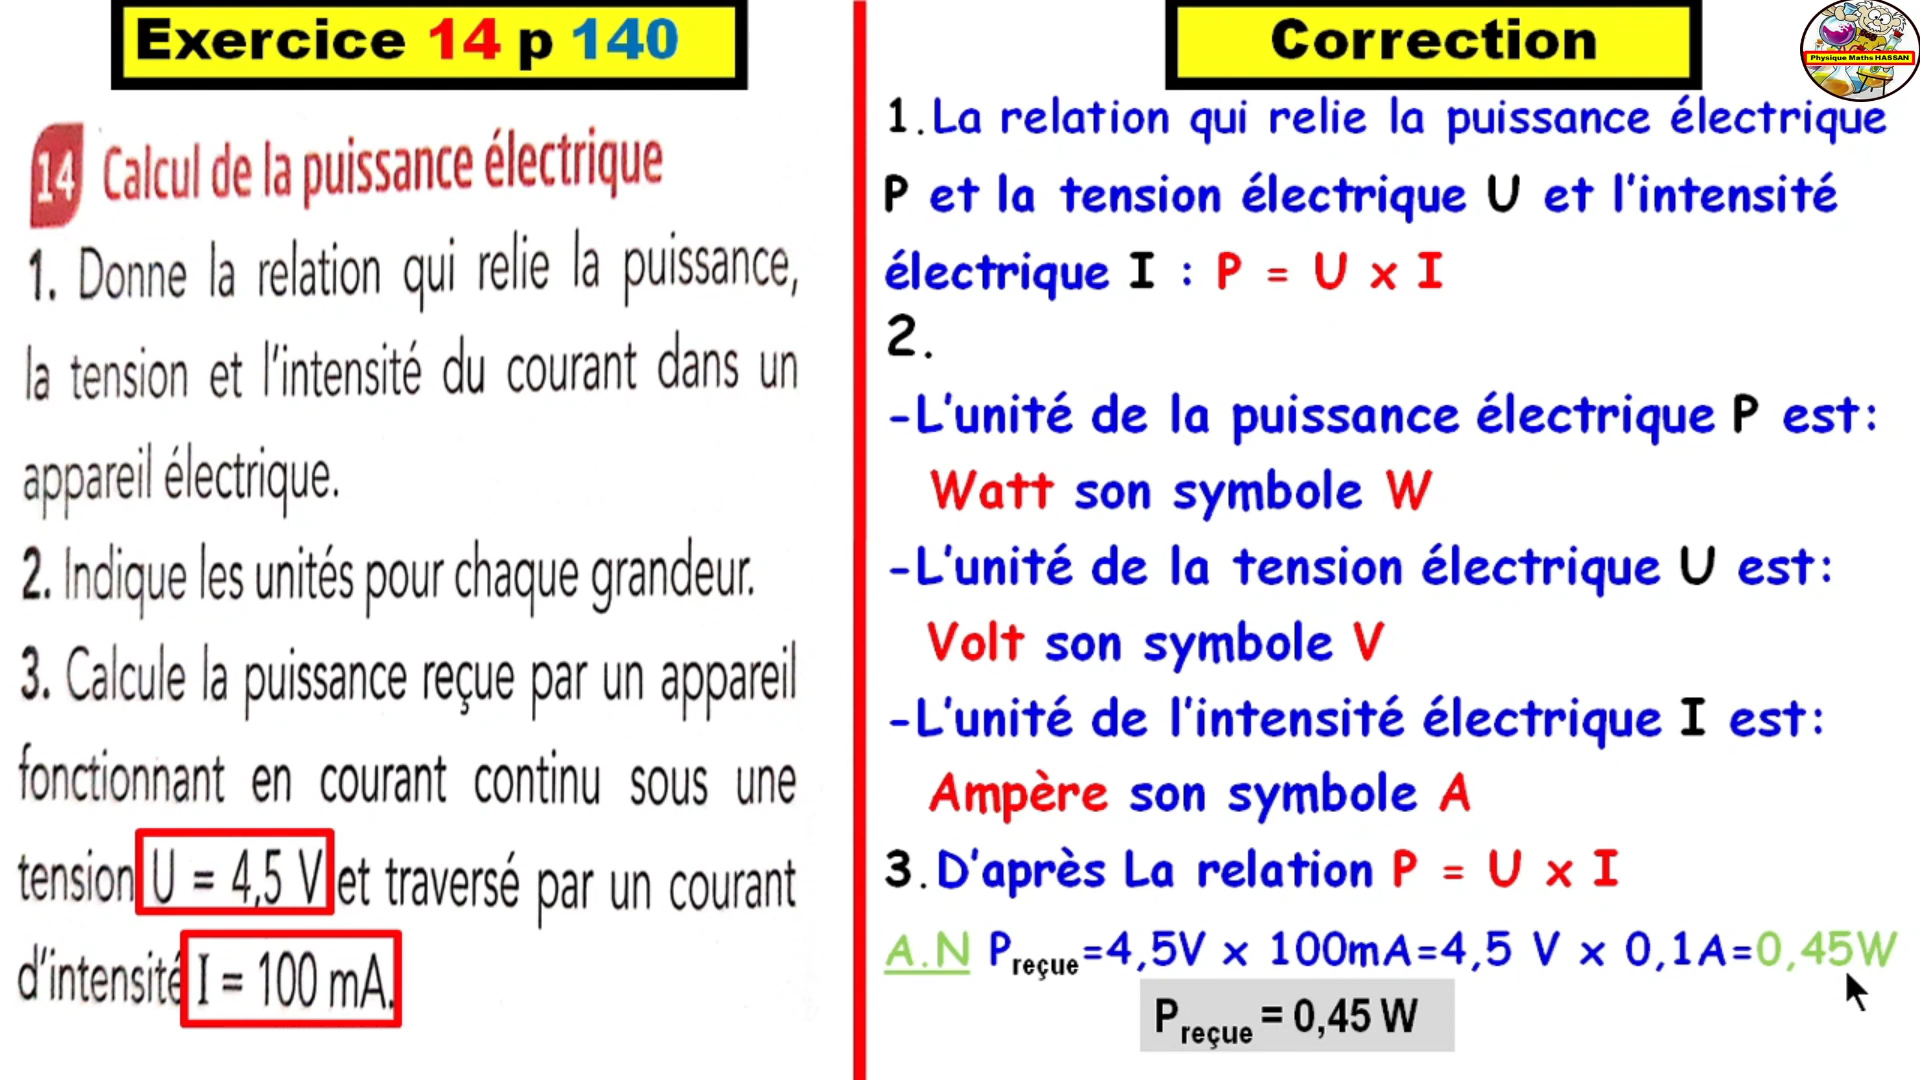 Exercice 14 p 140
14 Calcul de la puissance électrique
1. Donne la relation qui relie la puissance,
la tension et l'intensité du courant dans un
appareil électrique.
2. Indique les unités pour chaque grandeur.
3. Calcule la puissance reçue par un appareil
fonctionnant en courant continu sous une
tension U = 4,5 V et traversé par un courant
d'intensité I = 100 mA.
Correction
Physique Maths HASSAN
1.La relation qui relie la puissance électrique
P et la tension électrique U et l'intensité
électrique I : P = U x I
2.
-L'unité de la puissance électrique P est:
Watt son symbole W
-L'unité de la tension électrique U est:
Volt son symbole V
-L'unité de l'intensité électrique I est:
Ampère son symbole A
3.D'après La relation P = U x I
A.N Preçue=4,5V x 100mA=4,5 V x 0,1A=0,45W
Preçue = 0,45 W